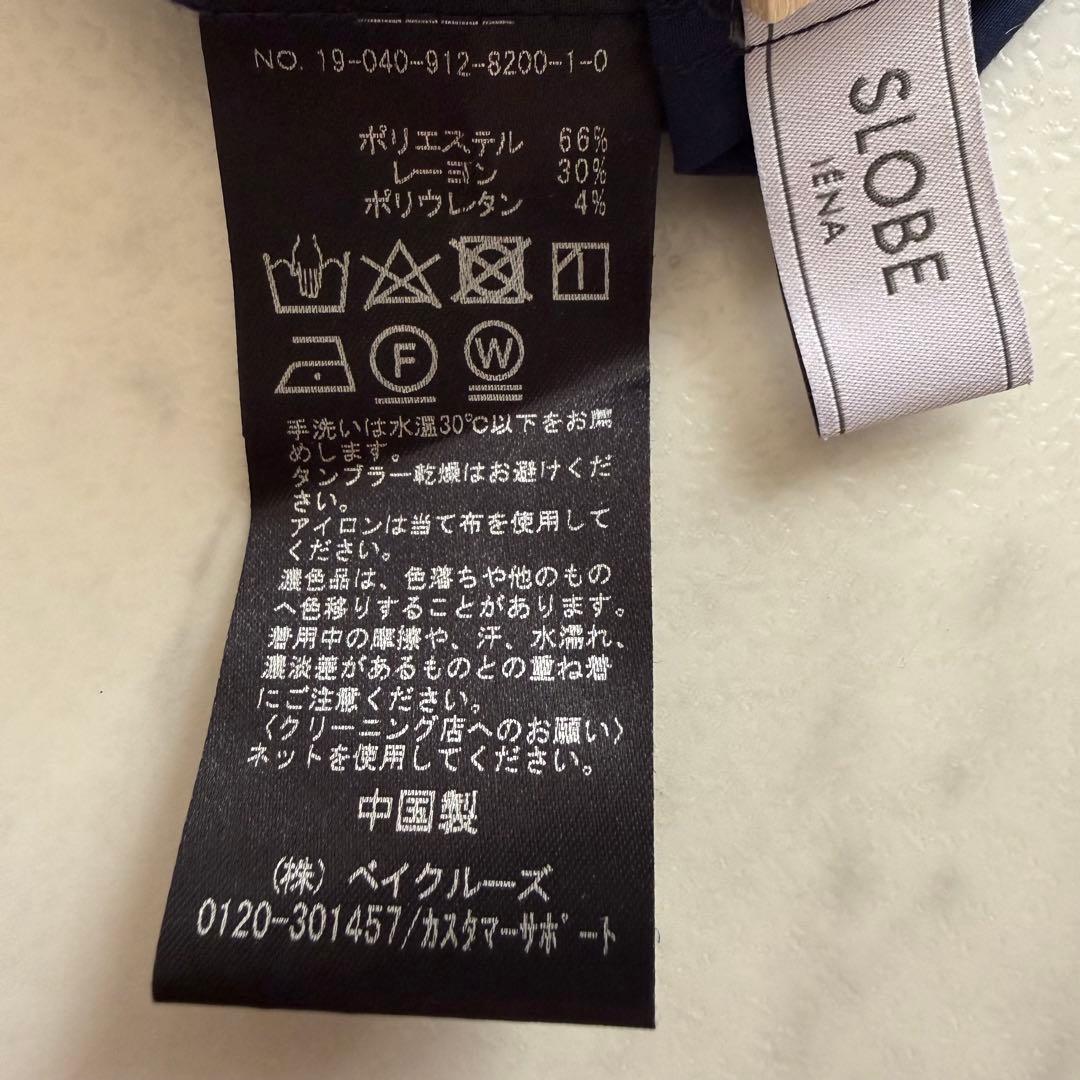 NO. 19-040-912-8200-1-0
ポリエステル 66%
レーヨン 30%
ポリウレタン 4%
F
W
手洗いは水温30℃以下をお薦
めします。
タンブラー乾燥はお避けくだ
さい。
アイロンは当て布を使用して
ください。
濃色品は、色落ちや他のもの
へ色移りすることがあります。
着用中の摩擦や、汗、水濡れ、
濃淡差があるものとの重ね着
にご注意ください。
〈クリーニング店へのお願い〉
ネットを使用してください。
中国製
(株) ベイクルーズ
0120-301457/カスタマーサポート
SLOBE
IÉNA